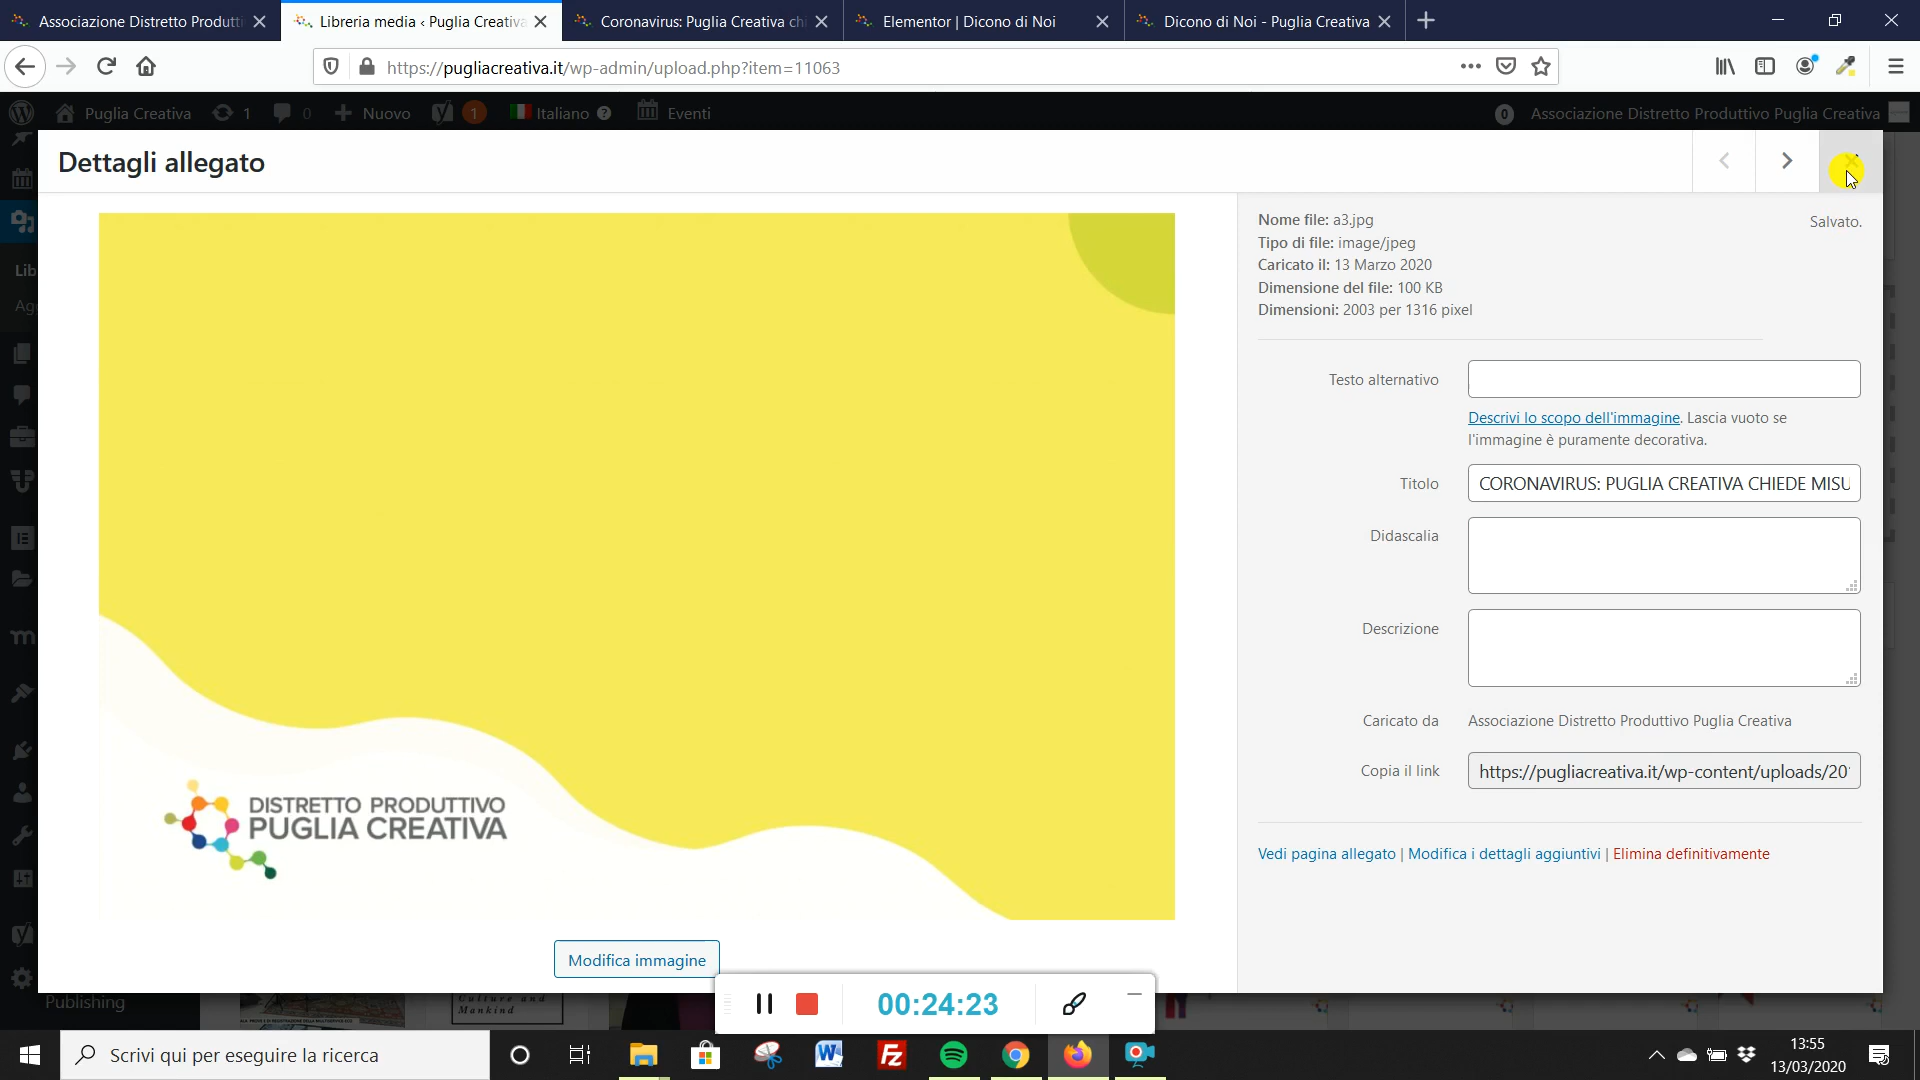 Associazione Distretto Produtti
Libreria media ‹ Puglia Creativa
Coronavirus: Puglia Creativa chi
Elementor | Dicono di Noi
Dicono di Noi - Puglia Creativa
https://pugliacreativa.it/wp-admin/upload.php?item=11063
Puglia Creativa
1
0
Nuovo
1
Italiano
Eventi
0
Associazione Distretto Produttivo Puglia Creativa
Dettagli allegato
Lib
Ag
Nome file: a3.jpg
Salvato.
Tipo di file: image/jpeg
Caricato il: 13 Marzo 2020
Dimensione del file: 100 KB
Dimensioni: 2003 per 1316 pixel
Testo alternativo
Descrivi lo scopo dell'immagine. Lascia vuoto se
l'immagine è puramente decorativa.
Titolo
CORONAVIRUS: PUGLIA CREATIVA CHIEDE MISU
Didascalia
Descrizione
Caricato da
Associazione Distretto Produttivo Puglia Creativa
Copia il link
https://pugliacreativa.it/wp-content/uploads/20
Vedi pagina allegato | Modifica i dettagli aggiuntivi | Elimina definitivamente
DISTRETTO PRODUTTIVO
PUGLIA CREATIVA
Modifica immagine
Publishing
Culture and
Mankind
00:24:23
Scrivi qui per eseguire la ricerca
13:55
13/03/2020